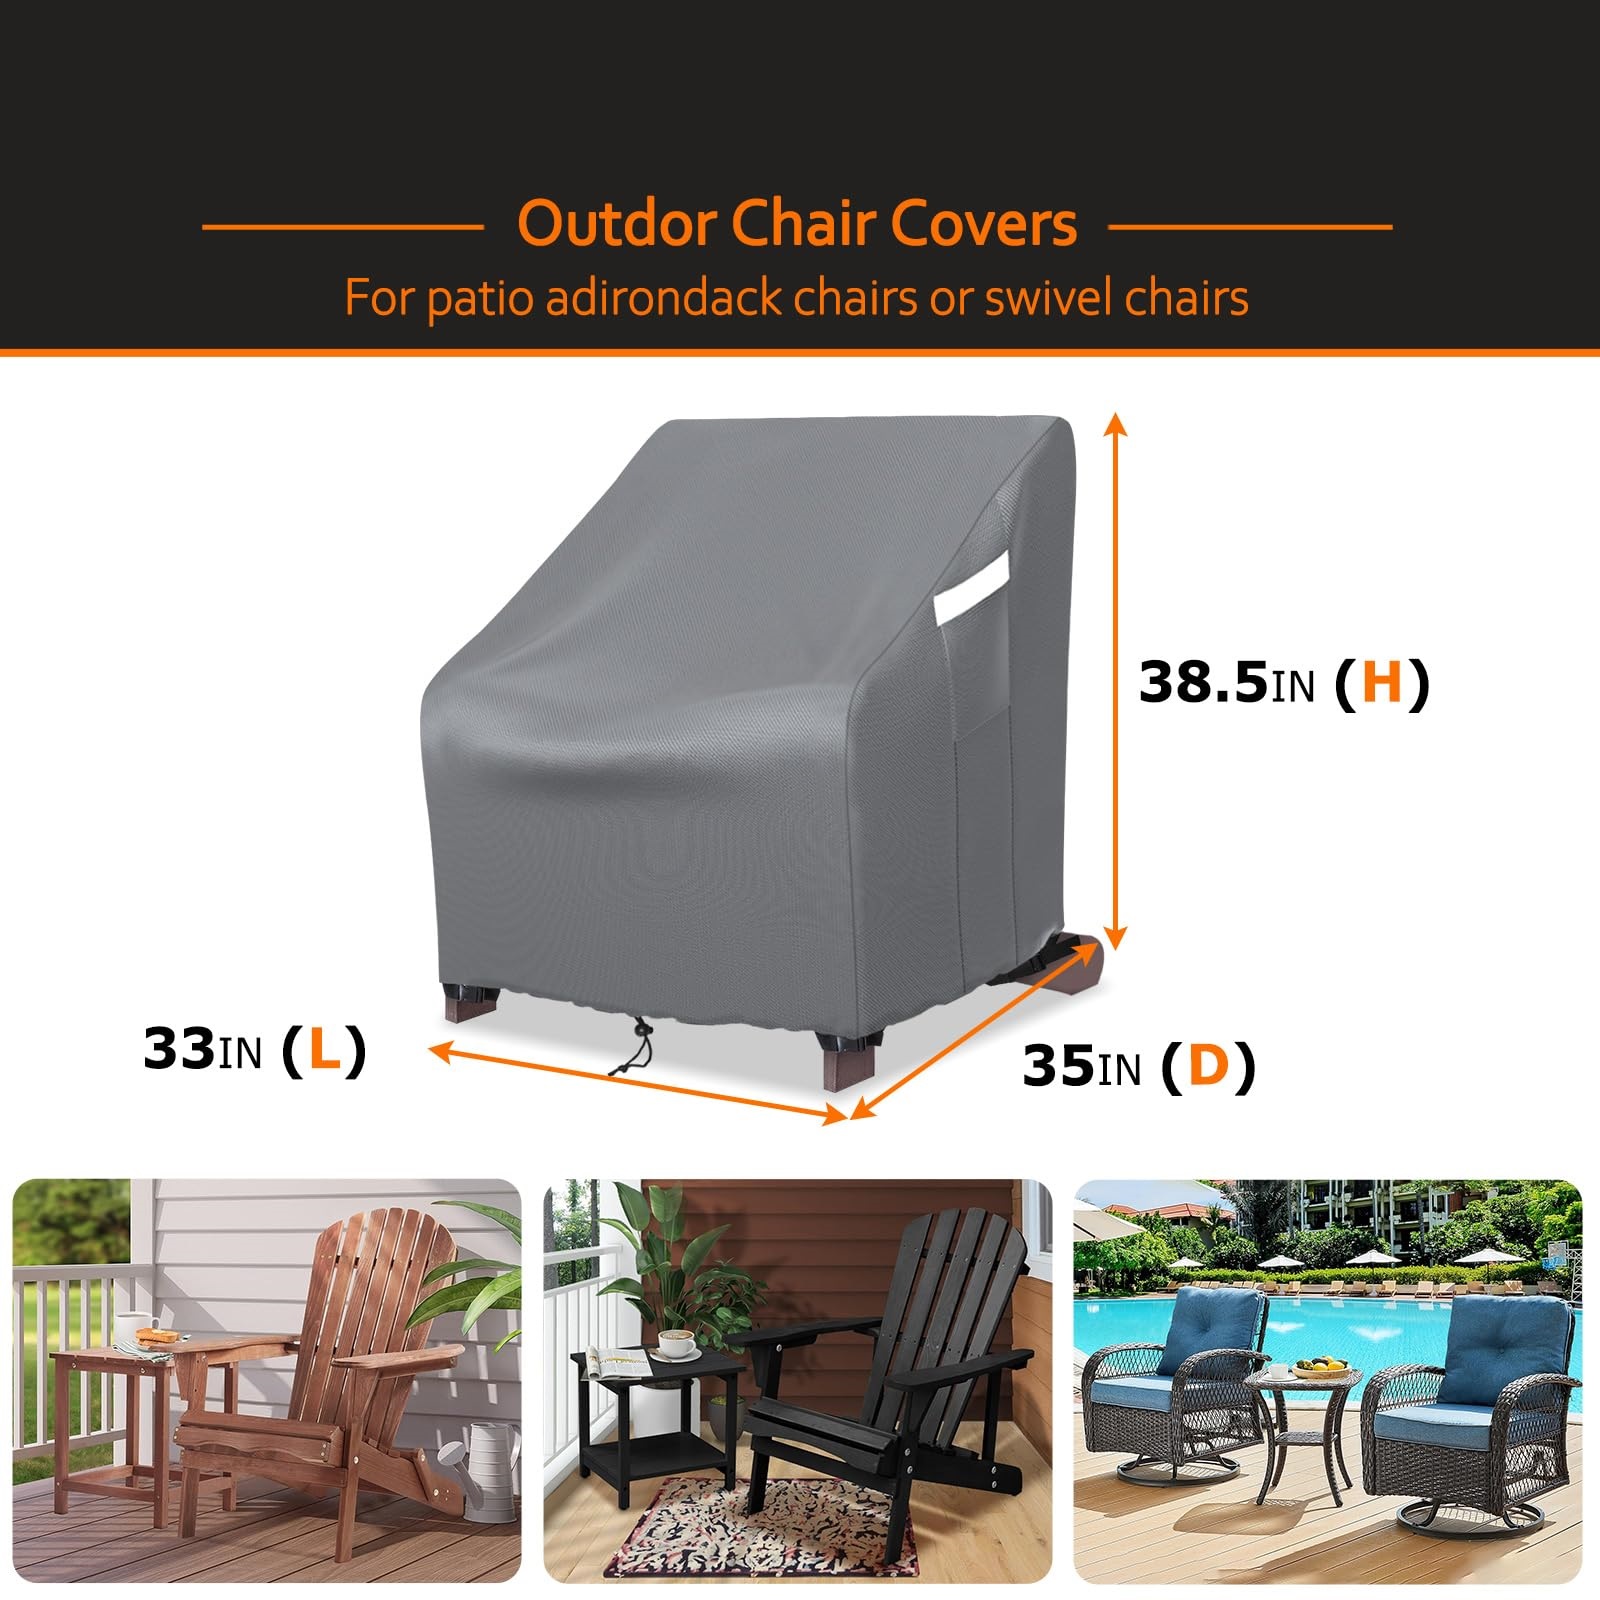 Outdor Chair Covers
For patio adirondack chairs or swivel chairs
38.5IN (H)
33IN (L)
35IN (D)